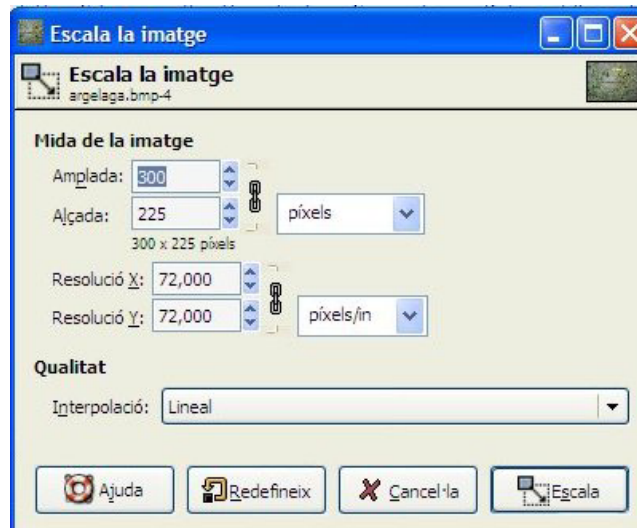 Escala la imatge
Escala la imatge
argelaga.bmp-4
Mida de la imatge
Amplada: 300
Alçada: 225 píxels
300 x 225 píxels
Resolució X: 72,000
Resolució Y: 72,000 píxels/in
Qualitat
Interpolació: Lineal
Ajuda Redefineix Cancel·la Escala